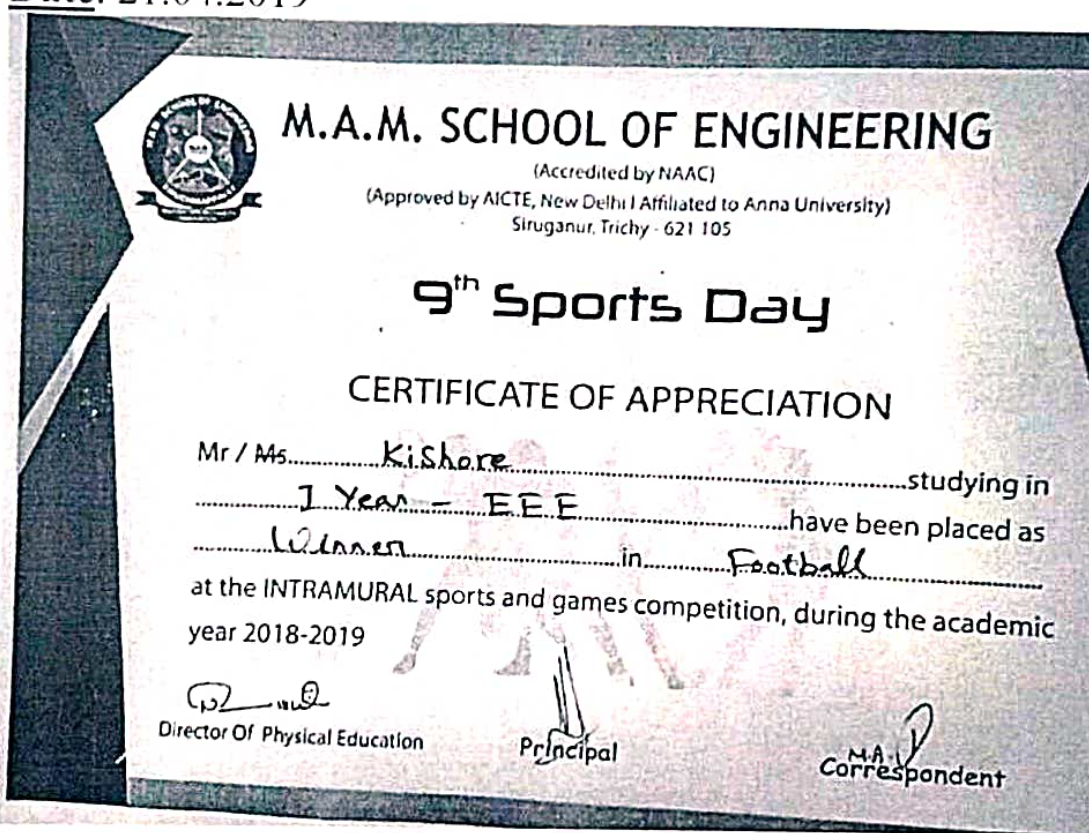 M.A.M. SCHOOL OF ENGINEERING
(Accredited by NAAC)
(Approved by AICTE, New Delhi I Affiliated to Anna University)
Siruganur, Trichy - 621 105
9th Sports Day
CERTIFICATE OF APPRECIATION
Mr / Ms..........Kishore..........studying in
..........I Year - EEE..........have been placed as
..........Winner..........in..........Football..........
at the INTRAMURAL sports and games competition, during the academic
year 2018-2019
Director Of Physical Education
Principal
M.A.
Correspondent